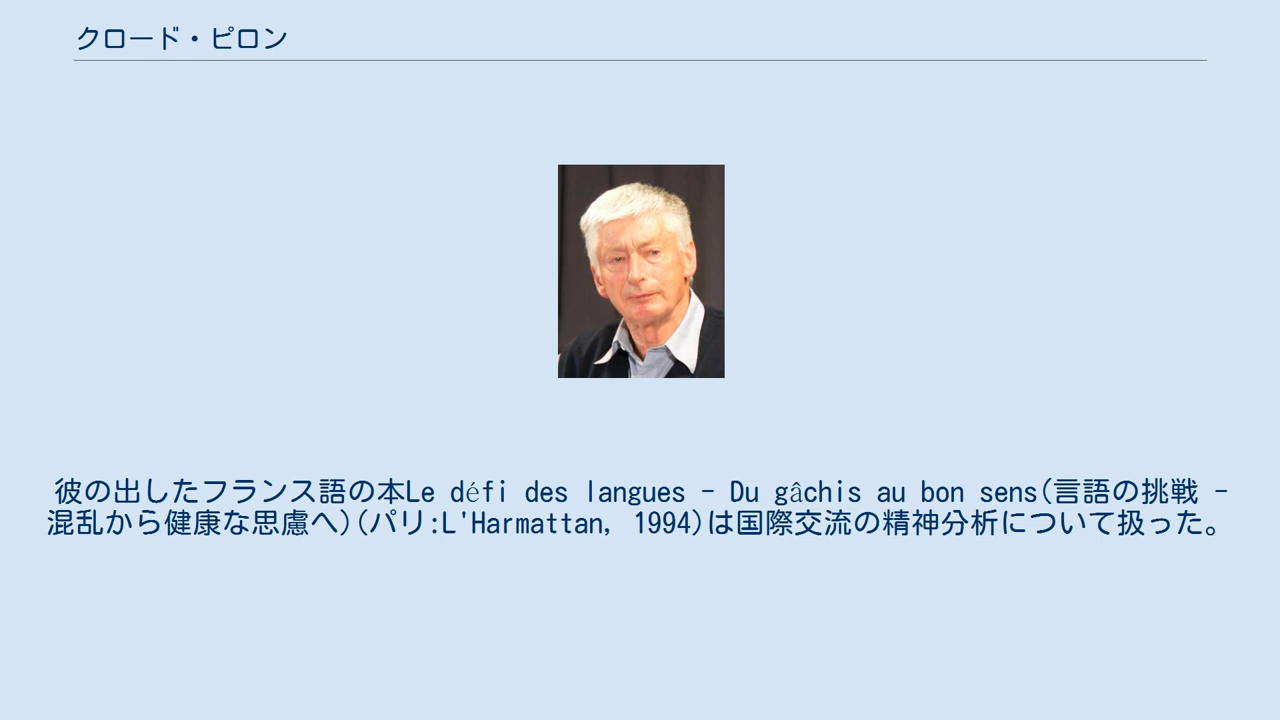 クロード・ピロン
彼の出したフランス語の本Le défi des langues - Du gâchis au bon sens(言語の挑戦 -
混乱から健康な思慮へ)(パリ:L'Harmattan, 1994)は国際交流の精神分析について扱った。